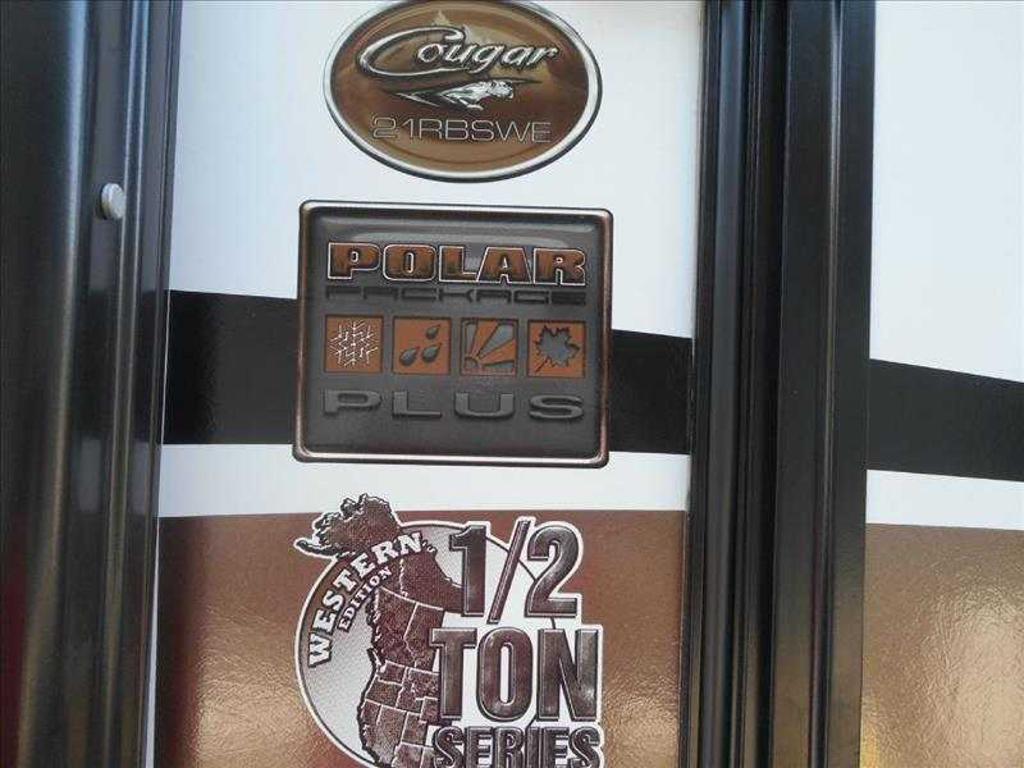 Cougar
21RBSWE
POLAR
PACKAGE
PLUS
WESTERN
EDITION
1/2
TON
SERIES